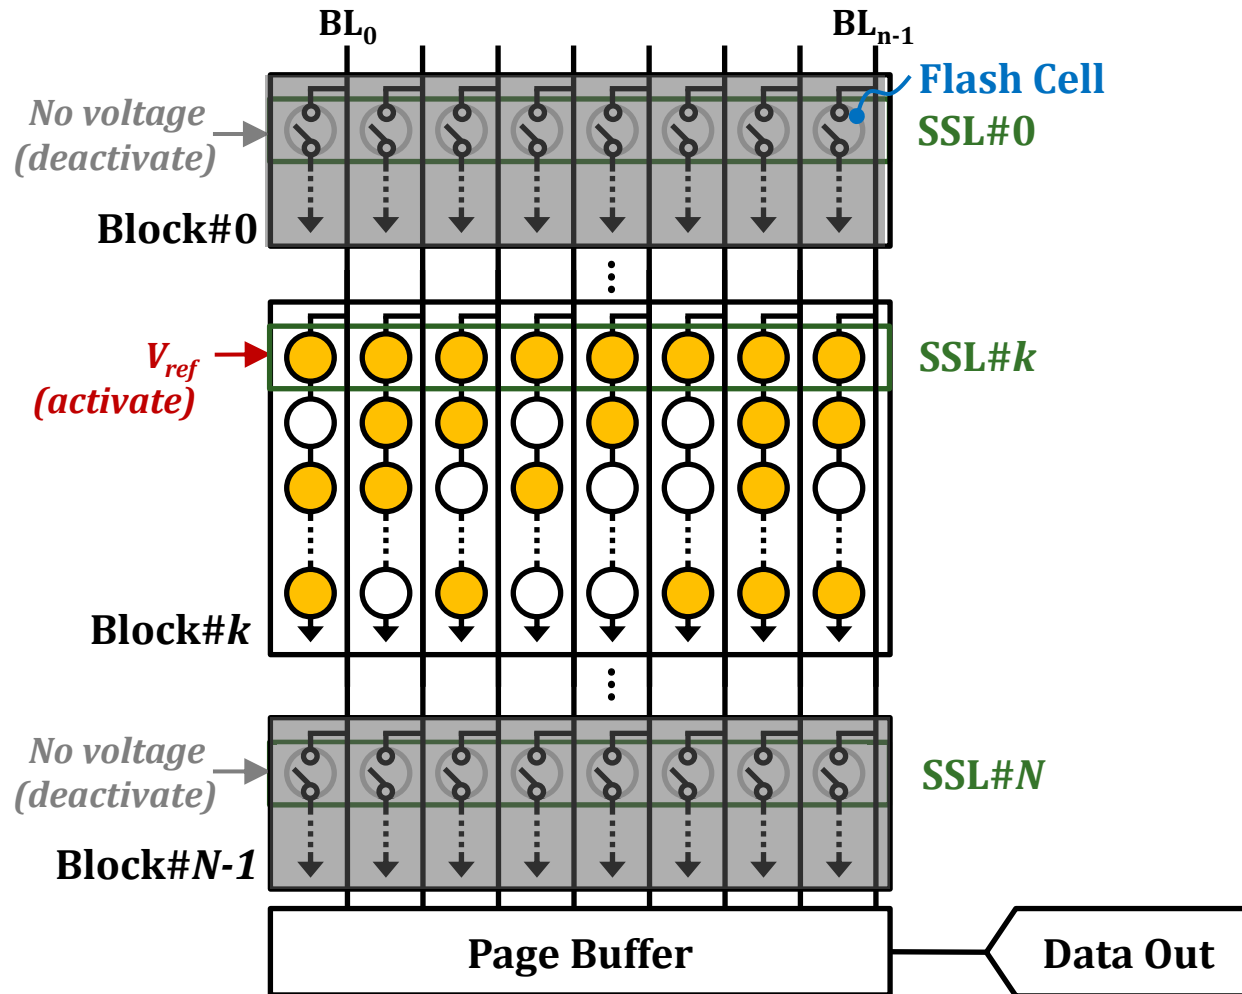 BL0
BLn-1
Flash Cell
No voltage
(deactivate)
SSL#0
Block#0
Vref
(activate)
SSL#k
Block#k
No voltage
(deactivate)
SSL#N
Block#N-1
Page Buffer
Data Out